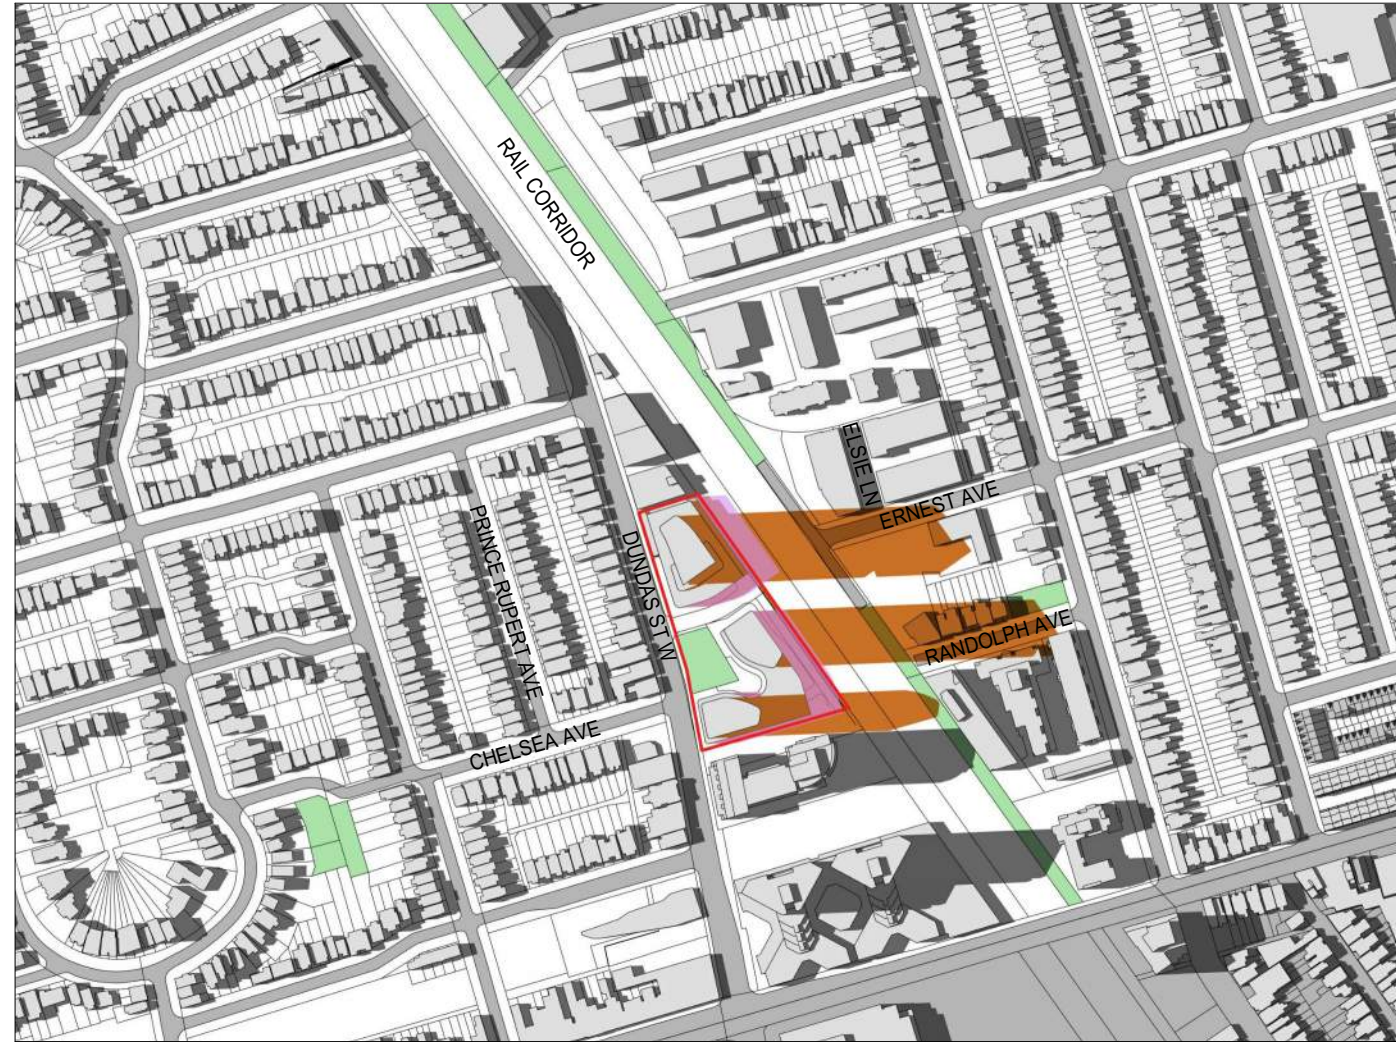 RAIL CORRIDOR
ELSIE LN
ERNEST AVE
PRINCE RUPERT AVE
DUNDAS ST W
RANDOLPH AVE
CHELSEA AVE